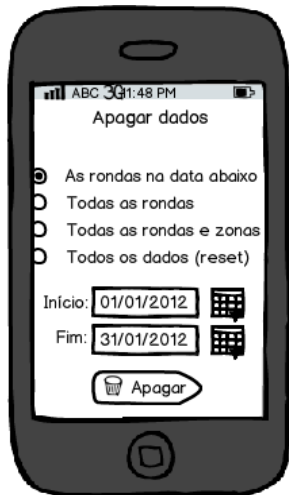 ABC 3G 11:48 PM
Apagar dados
As rondas na data abaixo
Todas as rondas
Todas as rondas e zonas
Todos os dados (reset)
Início: 01/01/2012
Fim: 31/01/2012
Apagar